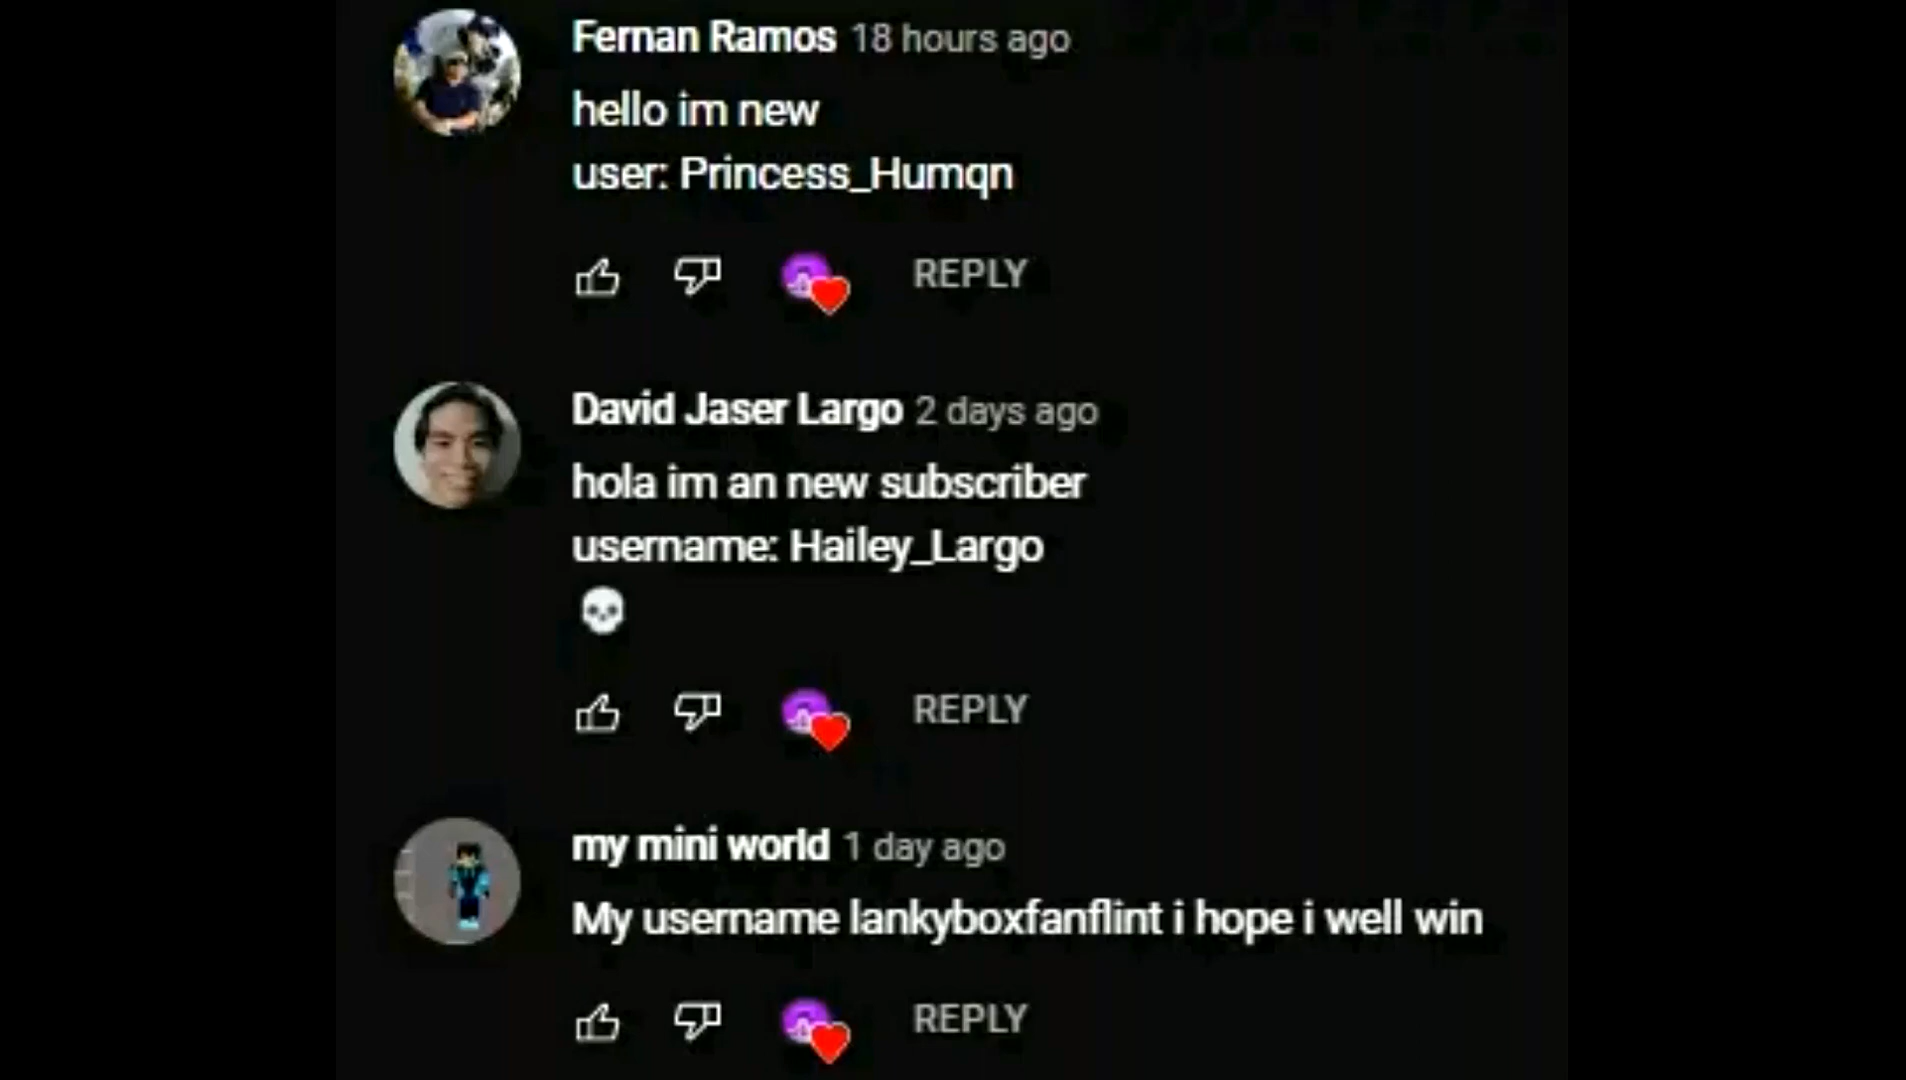 Fernan Ramos 18 hours ago
hello im new
user: Princess_Humqn
REPLY
David Jaser Largo 2 days ago
hola im an new subscriber
username: Hailey_Largo
💀
REPLY
my mini world 1 day ago
My username lankyboxfanflint i hope i well win
REPLY